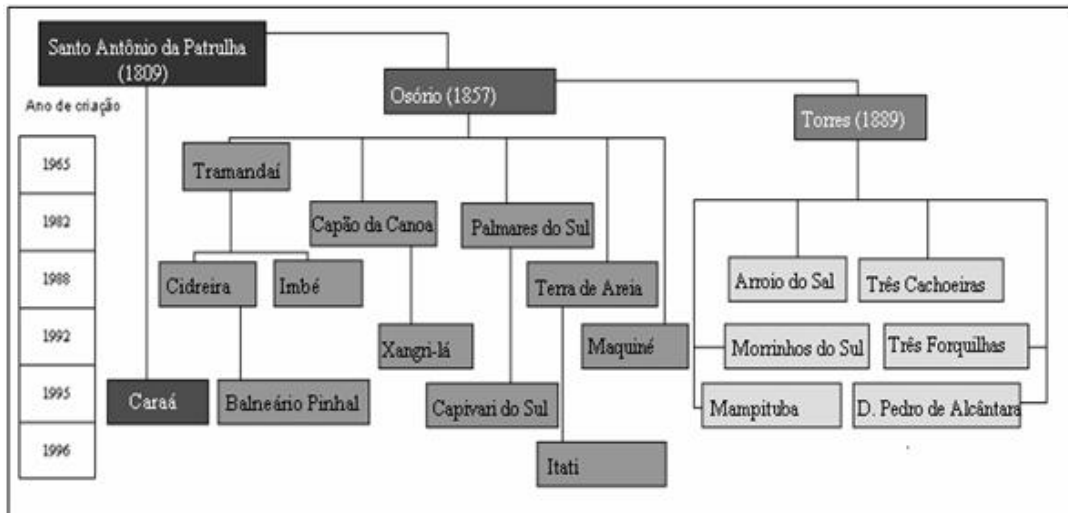 Santo Antônio da Patrulha
(1809)
Osório (1857)
Torres (1889)
Ano de criação
1965
Tramandaí
1982
Capão da Canoa
Palmares do Sul
1988
Cidreira
Imbé
Terra de Areia
Arroio do Sal
Três Cachoeiras
1992
Xangri-lá
Maquiné
Morrinhos do Sul
Três Forquilhas
1995
Caraá
Balneário Pinhal
Capivari do Sul
Mampituba
D. Pedro de Alcântara
1996
Itati